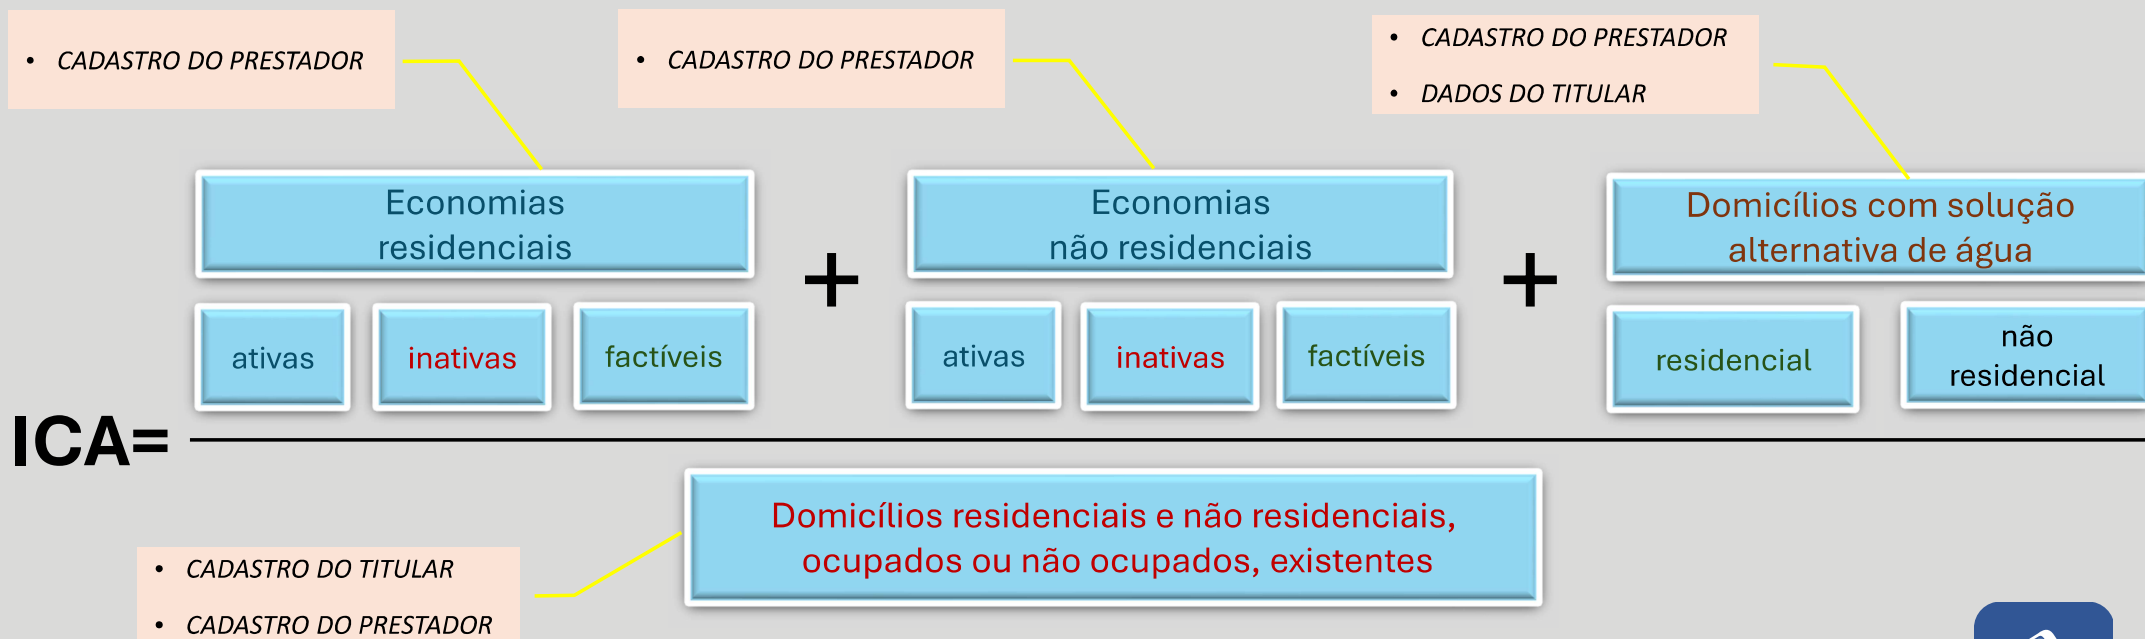 • CADASTRO DO PRESTADOR
• CADASTRO DO PRESTADOR
• CADASTRO DO PRESTADOR
• DADOS DO TITULAR
Economias
residenciais
+
Economias
não residenciais
+
Domicílios com solução
alternativa de água
ativas
inativas
factíveis
ativas
inativas
factíveis
residencial
não
residencial
ICA=
Domicílios residenciais e não residenciais,
ocupados ou não ocupados, existentes
• CADASTRO DO TITULAR
• CADASTRO DO PRESTADOR